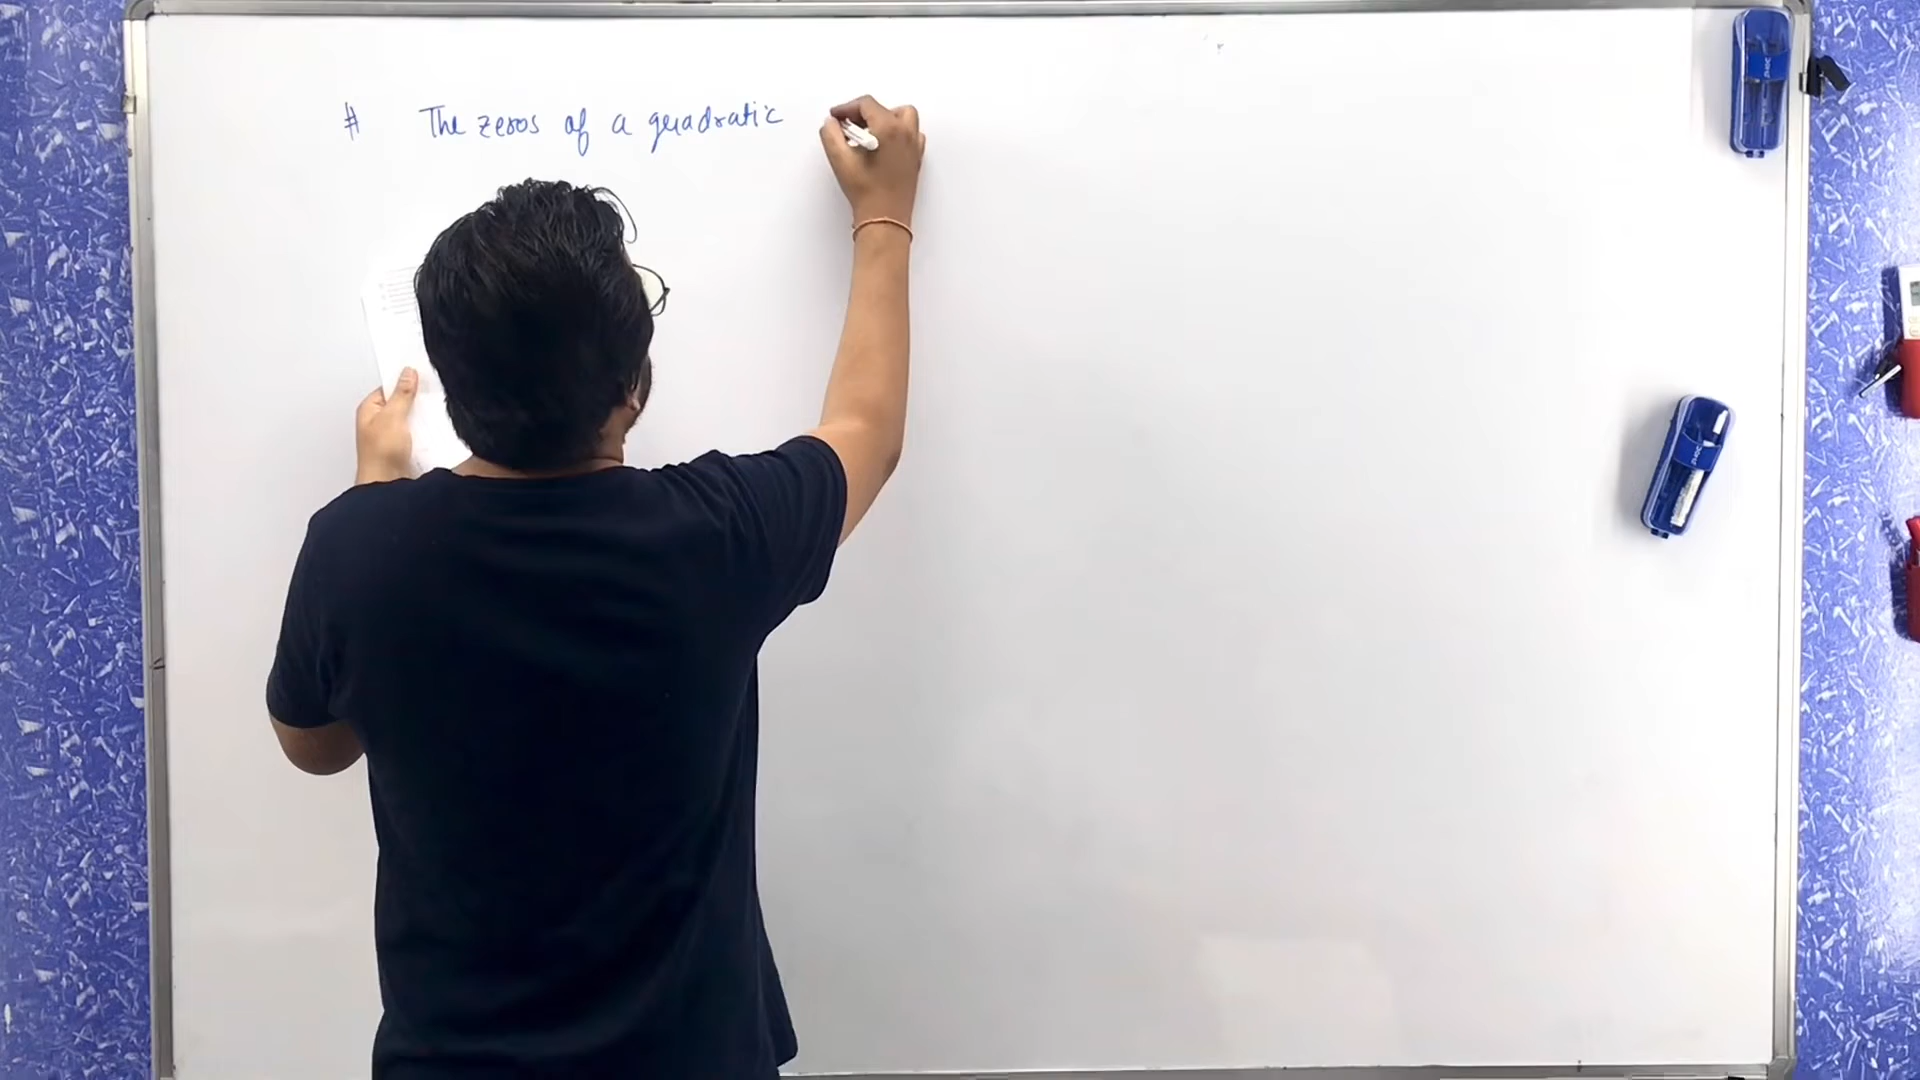 # The zeros of a quadratic